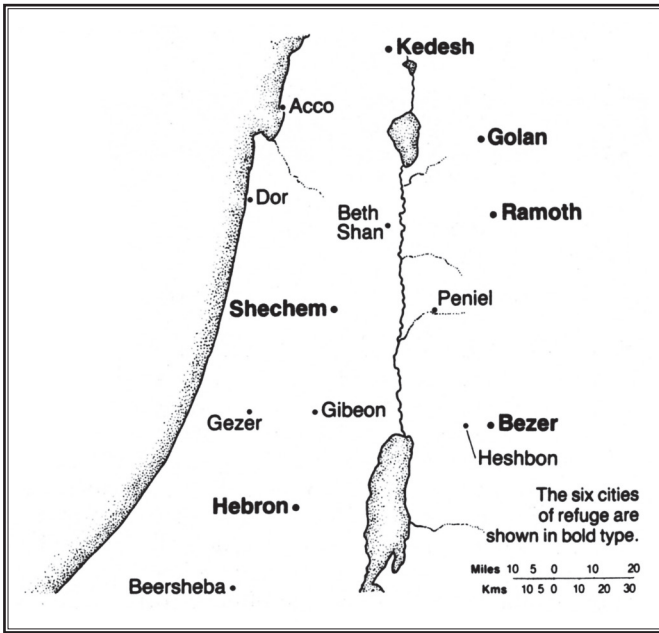 Kedesh
Acco
Golan
Dor
Beth
Shan
Ramoth
Shechem
Peniel
Gezer
Gibeon
Bezer
Heshbon
Hebron
The six cities
of refuge are
shown in bold type.
Miles 10 5 0 10 20
Kms 10 5 0 10 20 30
Beersheba